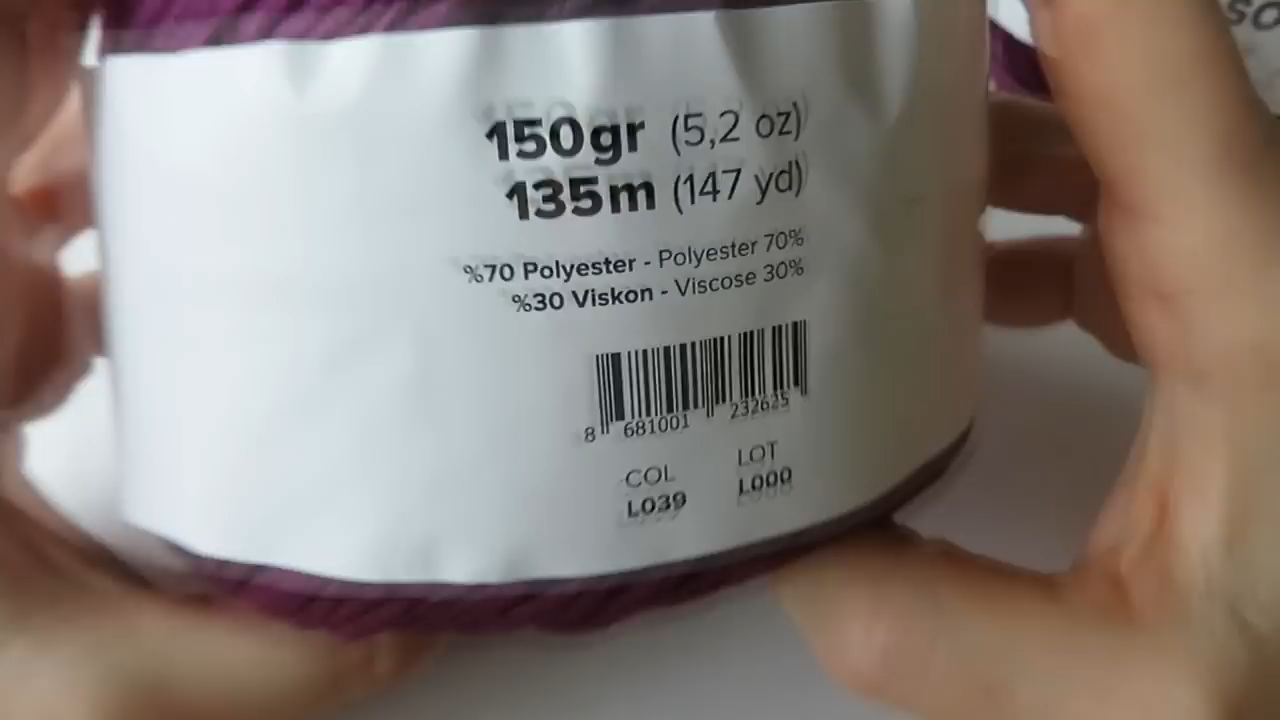 150gr (5,2 oz)
135m (147 yd)
%70 Polyester - Polyester 70%
%30 Viskon - Viscose 30%
8 681001 232625
COL LOT
L039 L000